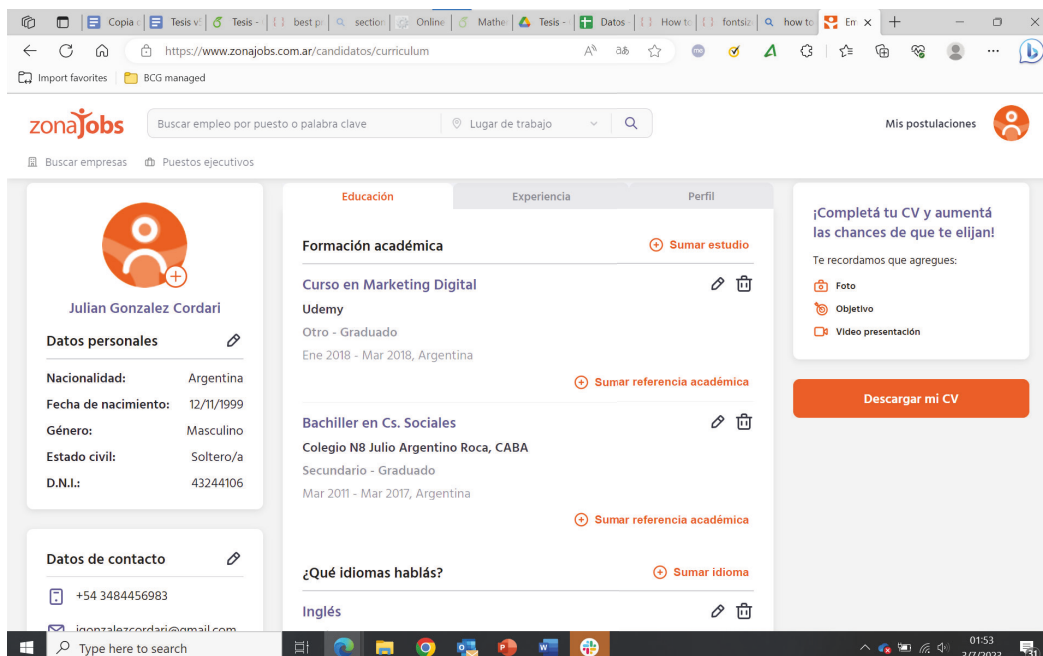 Copia
Tesis v!
Tesis -
best p
section
Online
Mathe
Tesis -
Datos
How to
fontsiz
how to
Em
https://www.zonajobs.com.ar/candidatos/curriculum
Import favorites
BCG managed
zonajobs
Buscar empleo por puesto o palabra clave
Lugar de trabajo
Mis postulaciones
Buscar empresas
Puestos ejecutivos
Julian Gonzalez Cordari
Datos personales
Nacionalidad: Argentina
Fecha de nacimiento: 12/11/1999
Género: Masculino
Estado civil: Soltero/a
D.N.I.: 43244106
Datos de contacto
+54 3484456983
jgonzalezcordari@gmail.com
Educación
Experiencia
Perfil
Formación académica
Sumar estudio
Curso en Marketing Digital
Udemy
Otro - Graduado
Ene 2018 - Mar 2018, Argentina
Sumar referencia académica
Bachiller en Cs. Sociales
Colegio N8 Julio Argentino Roca, CABA
Secundario - Graduado
Mar 2011 - Mar 2017, Argentina
Sumar referencia académica
¿Qué idiomas hablás?
Sumar idioma
Inglés
¡Completá tu CV y aumentá
las chances de que te elijan!
Te recordamos que agregues:
Foto
Objetivo
Video presentación
Descargar mi CV
Type here to search
01:53